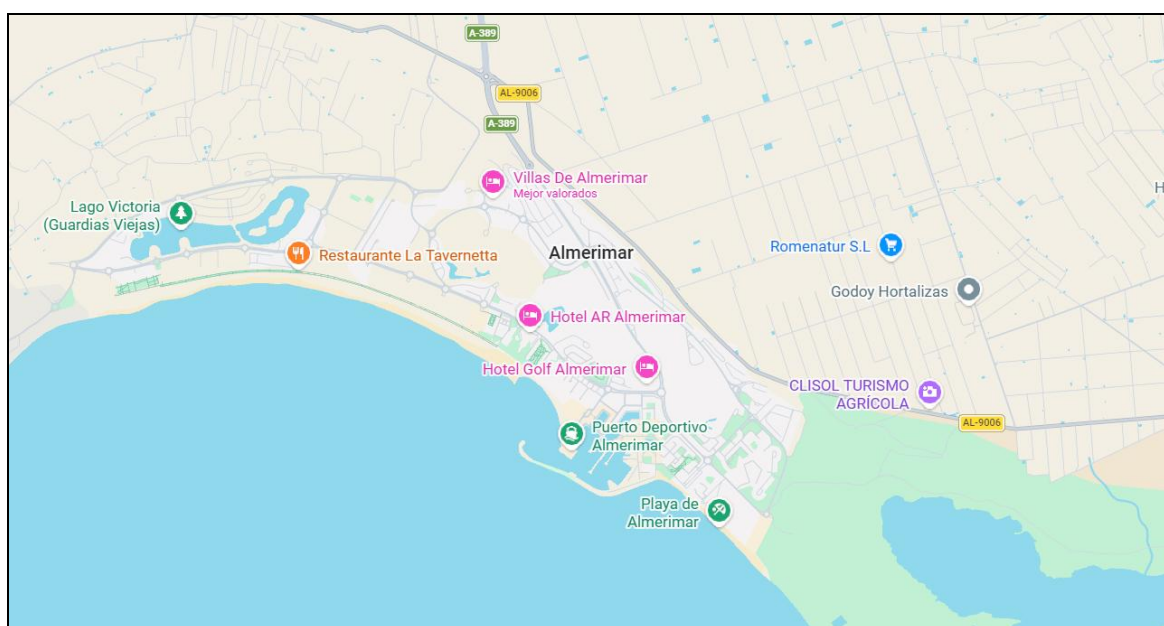 A-389
AL-9006
A-389
Villas De Almerimar
Mejor valorados
H
Lago Victoria
(Guardias Viejas)
Restaurante La Tavernetta
Almerimar
Romenatur S.L
Godoy Hortalizas
Hotel AR Almerimar
Hotel Golf Almerimar
CLISOL TURISMO
AGRÍCOLA
AL-9006
Puerto Deportivo
Almerimar
Playa de
Almerimar